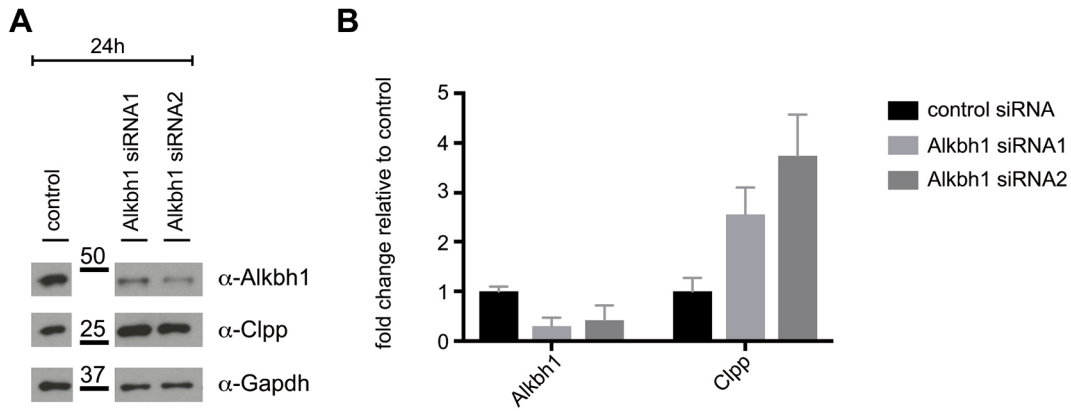 A
24h
control
Alkbh1 siRNA1
Alkbh1 siRNA2
50
α-Alkbh1
25
α-Clpp
37
α-Gapdh
B
fold change relative to control
5
4
3
2
1
0
Alkbh1
Clpp
control siRNA
Alkbh1 siRNA1
Alkbh1 siRNA2